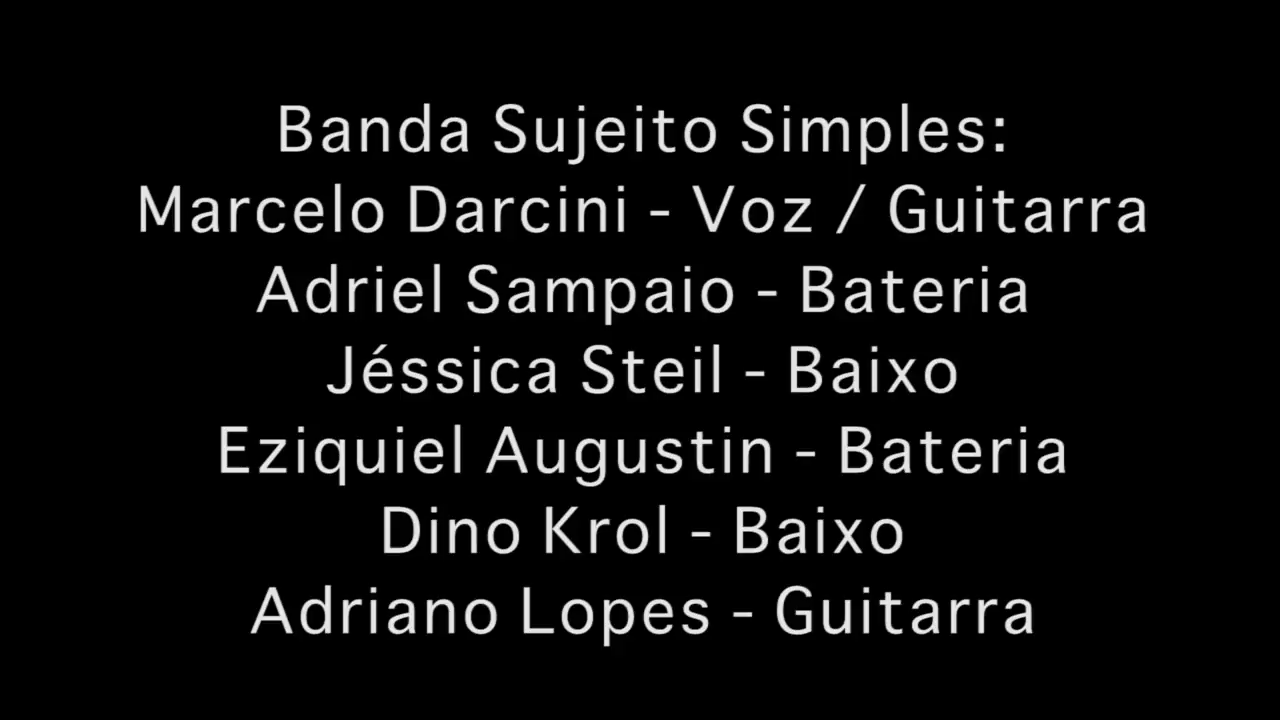 Banda Sujeito Simples:
Marcelo Darcini - Voz / Guitarra
Adriel Sampaio - Bateria
Jéssica Steil - Baixo
Eziquiel Augustin - Bateria
Dino Krol - Baixo
Adriano Lopes - Guitarra